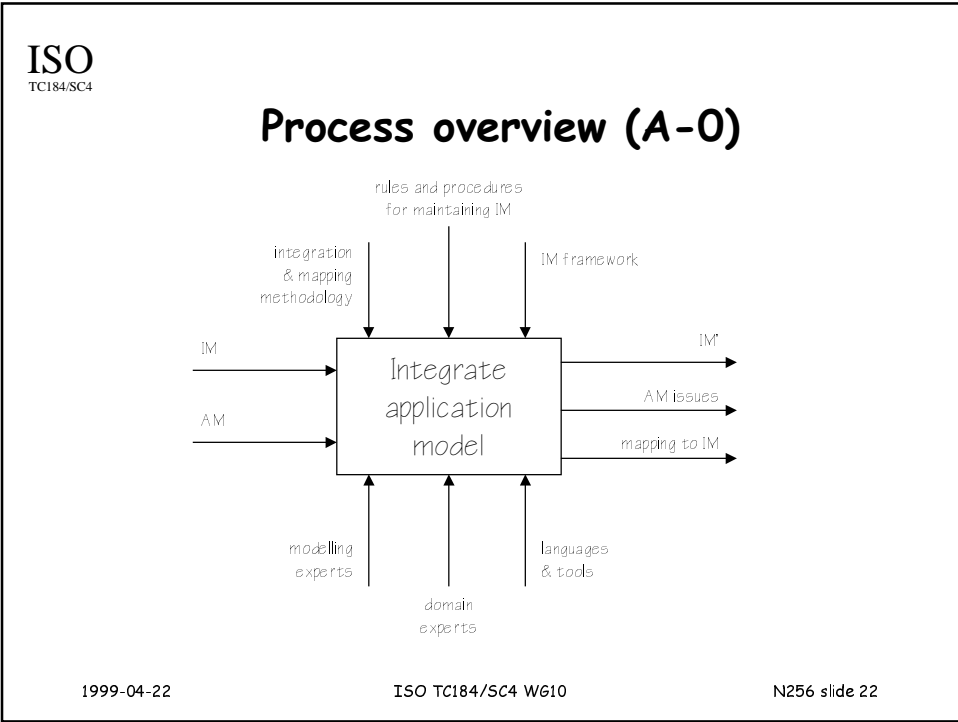 ISO
TC184/SC4
Process overview (A-0)
rules and procedures
for maintaining IM
integration
& mapping
methodology
IM framework
IM
AM
Integrate
application
model
IM'
AM issues
mapping to IM
modelling
experts
domain
experts
languages
& tools
1999-04-22
ISO TC184/SC4 WG10
N256 slide 22